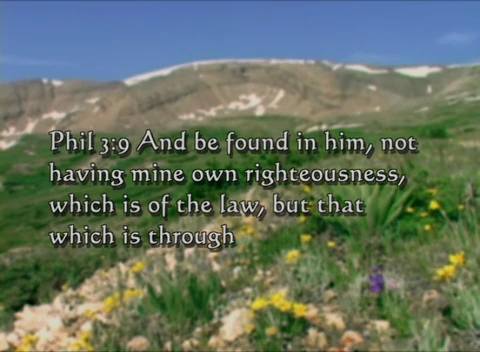 Phil 3:9 And be found in him, not
having mine own righteousness,
which is of the law, but that
which is through